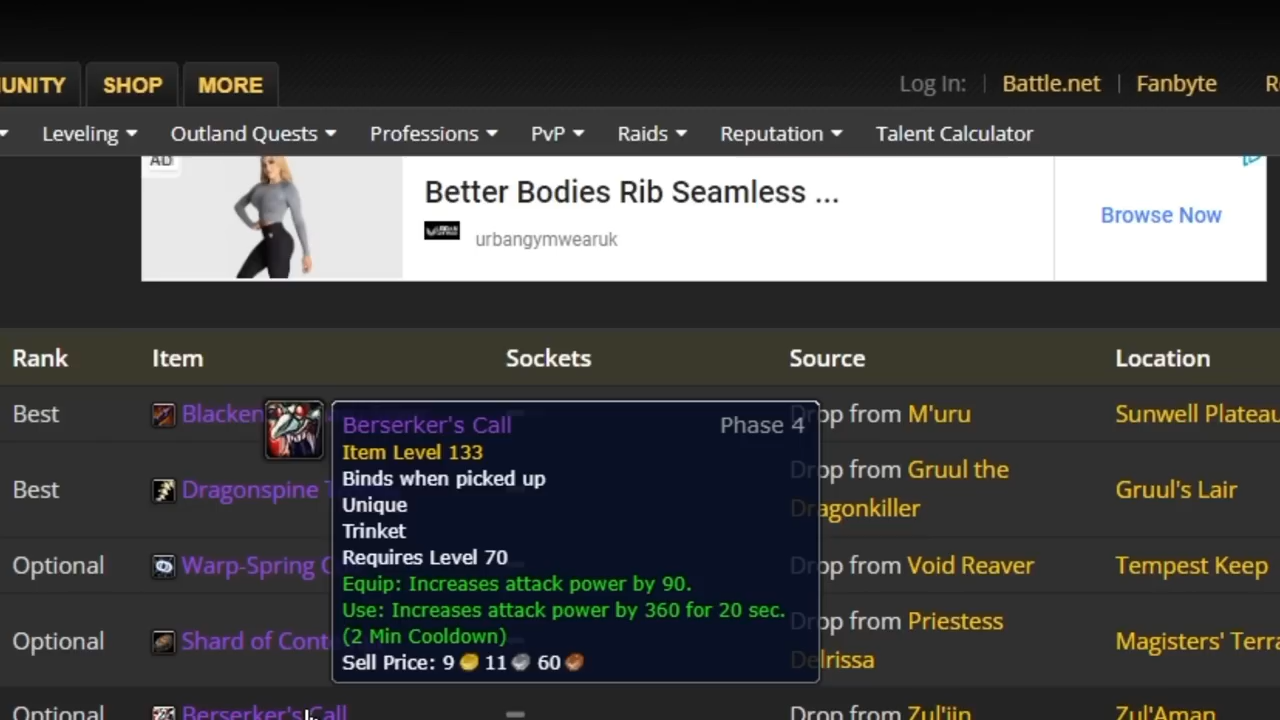 UNITY SHOP MORE Log In: Battle.net Fanbyte R
Leveling Outland Quests Professions PvP Raids Reputation Talent Calculator
AD
Better Bodies Rib Seamless ...
urbangymwearuk
Browse Now
Rank Item Sockets Source Location
Best Blacken Drop from M'uru Sunwell Plateau
Berserker's Call Phase 4
Item Level 133
Binds when picked up
Unique
Trinket
Requires Level 70
Equip: Increases attack power by 90.
Use: Increases attack power by 360 for 20 sec.
(2 Min Cooldown)
Sell Price: 9 11 60
Best Dragonspine T Drop from Gruul the
Dragonkiller
Gruul's Lair
Optional Warp-Spring C Drop from Void Reaver Tempest Keep
Optional Shard of Conte Drop from Priestess
Delrissa
Magisters' Terra
Optional Berserker's Call Drop from Zul'jin Zul'Aman